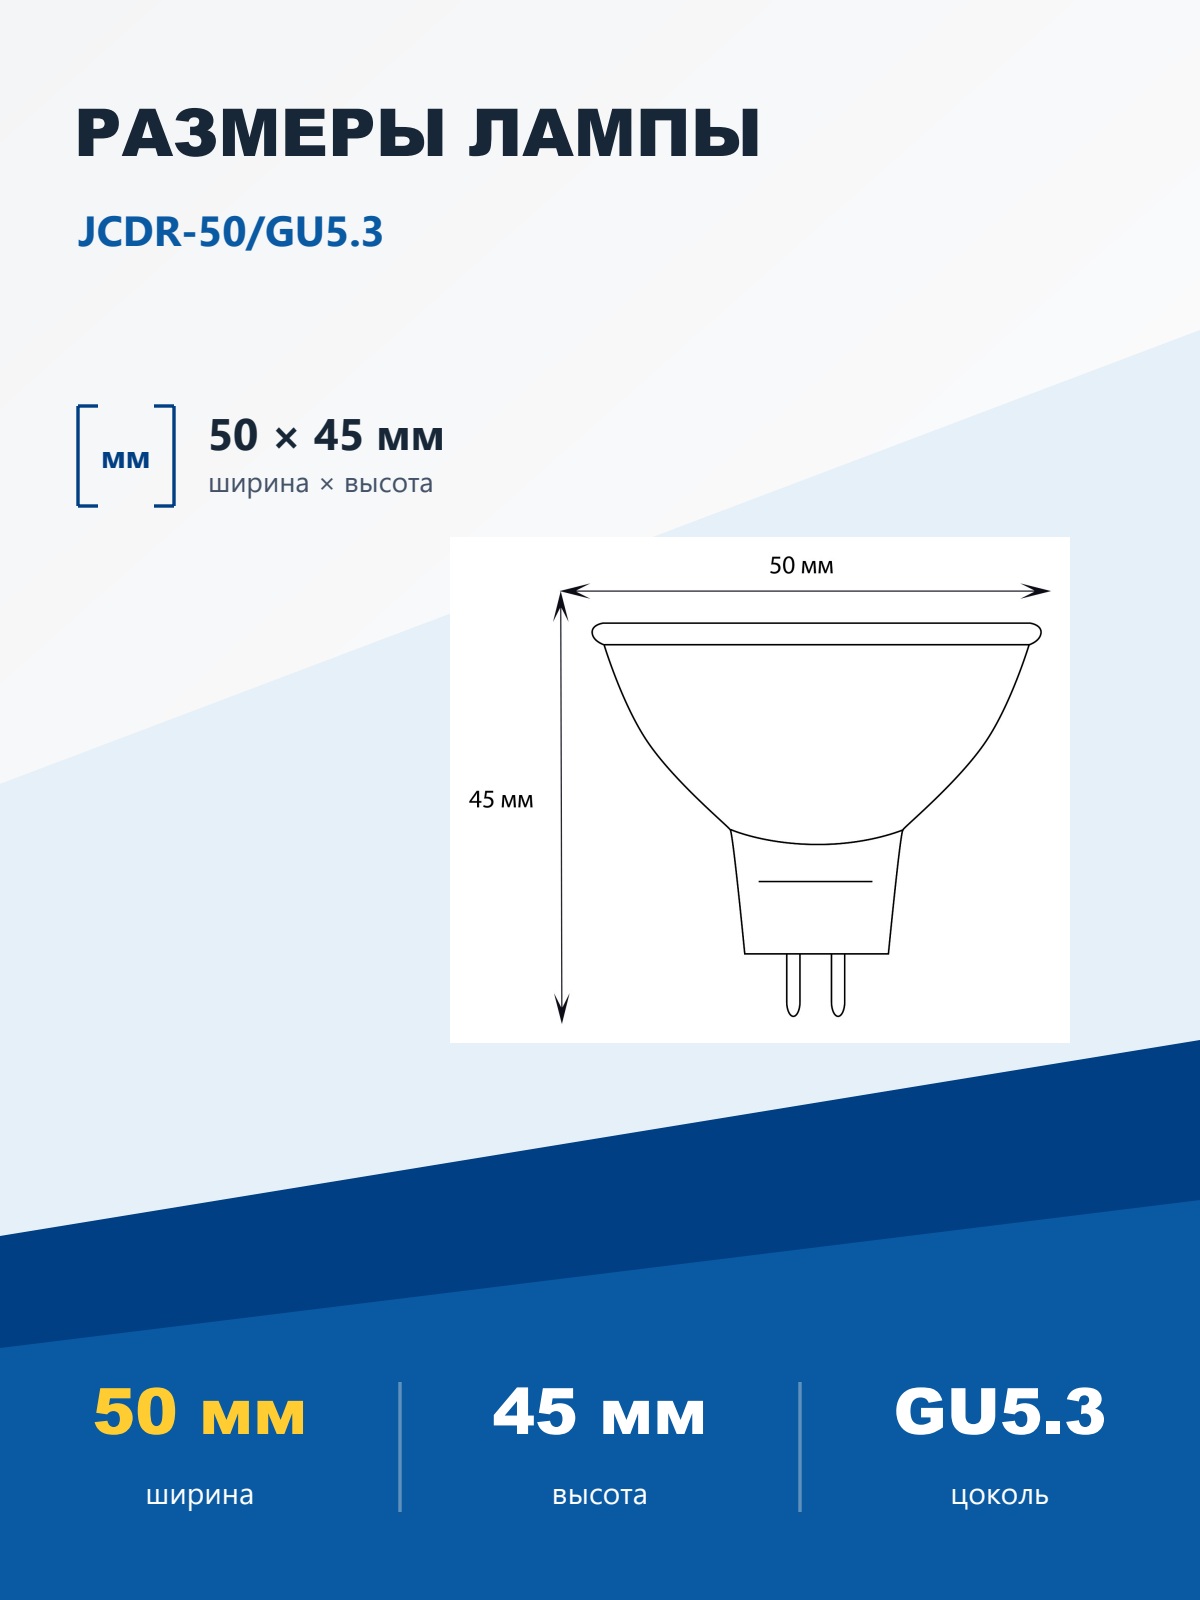 РАЗМЕРЫ ЛАМПЫ
JCDR-50/GU5.3
мм
50 × 45 мм
ширина × высота
50 мм
45 мм
50 мм
ширина
45 мм
высота
GU5.3
цоколь